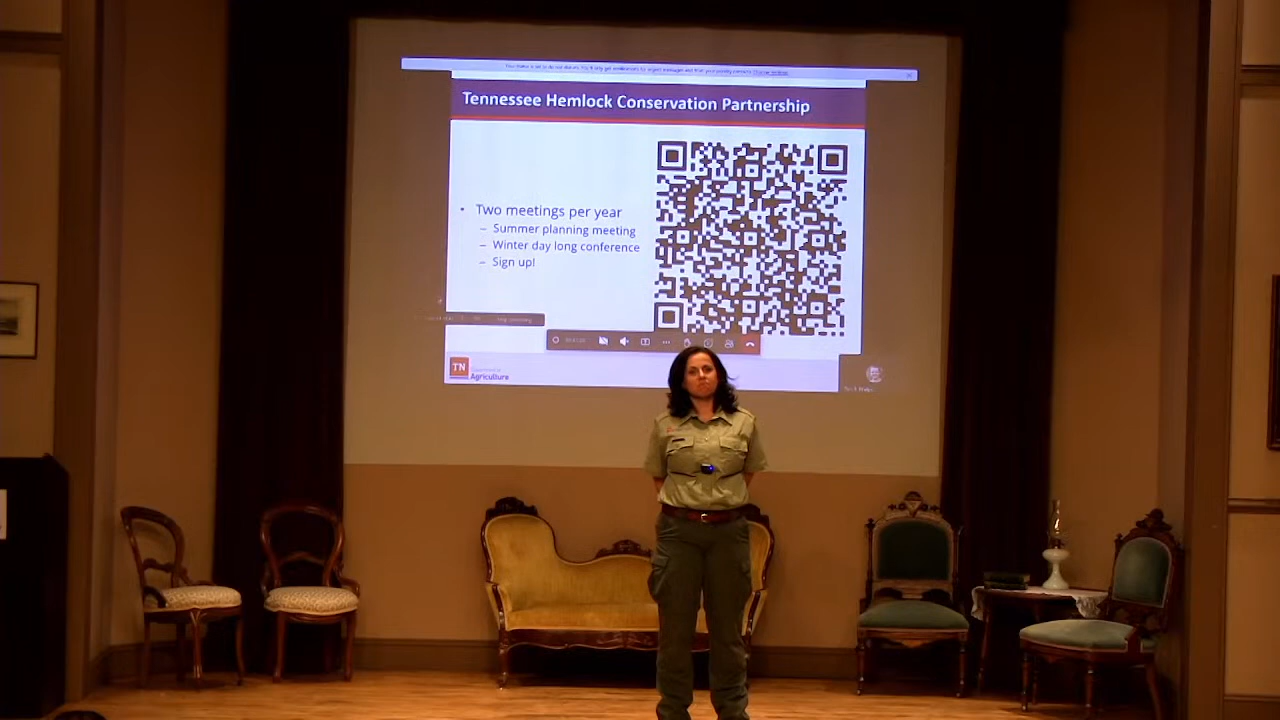 Tennessee Hemlock Conservation Partnership
• Two meetings per year
– Summer planning meeting
– Winter day long conference
– Sign up!
TN
Agriculture